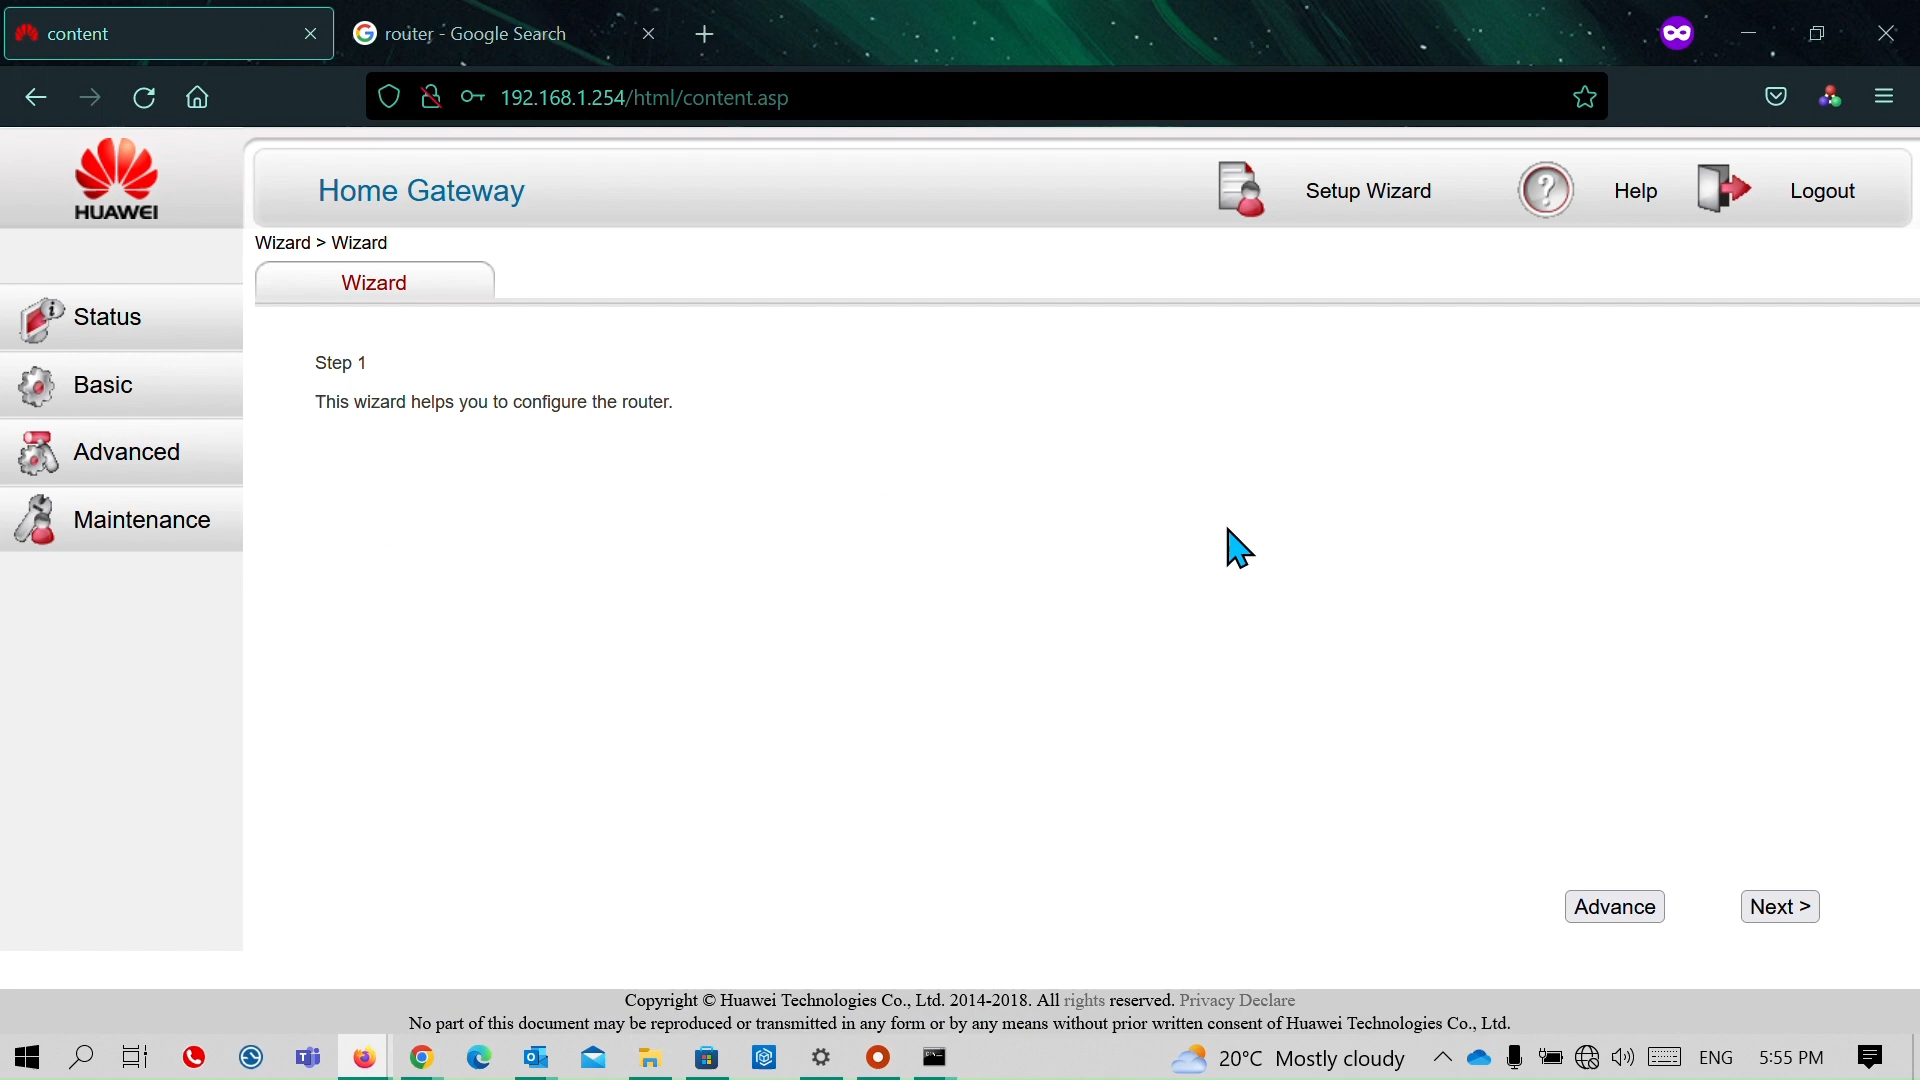 content
router - Google Search
192.168.1.254/html/content.asp
HUAWEI
Home Gateway
Setup Wizard
Help
Logout
Wizard > Wizard
Wizard
Status
Basic
Advanced
Maintenance
Step 1
This wizard helps you to configure the router.
Advance
Next >
Copyright © Huawei Technologies Co., Ltd. 2014-2018. All rights reserved. Privacy Declare
No part of this document may be reproduced or transmitted in any form or by any means without prior written consent of Huawei Technologies Co., Ltd.
20°C Mostly cloudy
ENG
5:55 PM